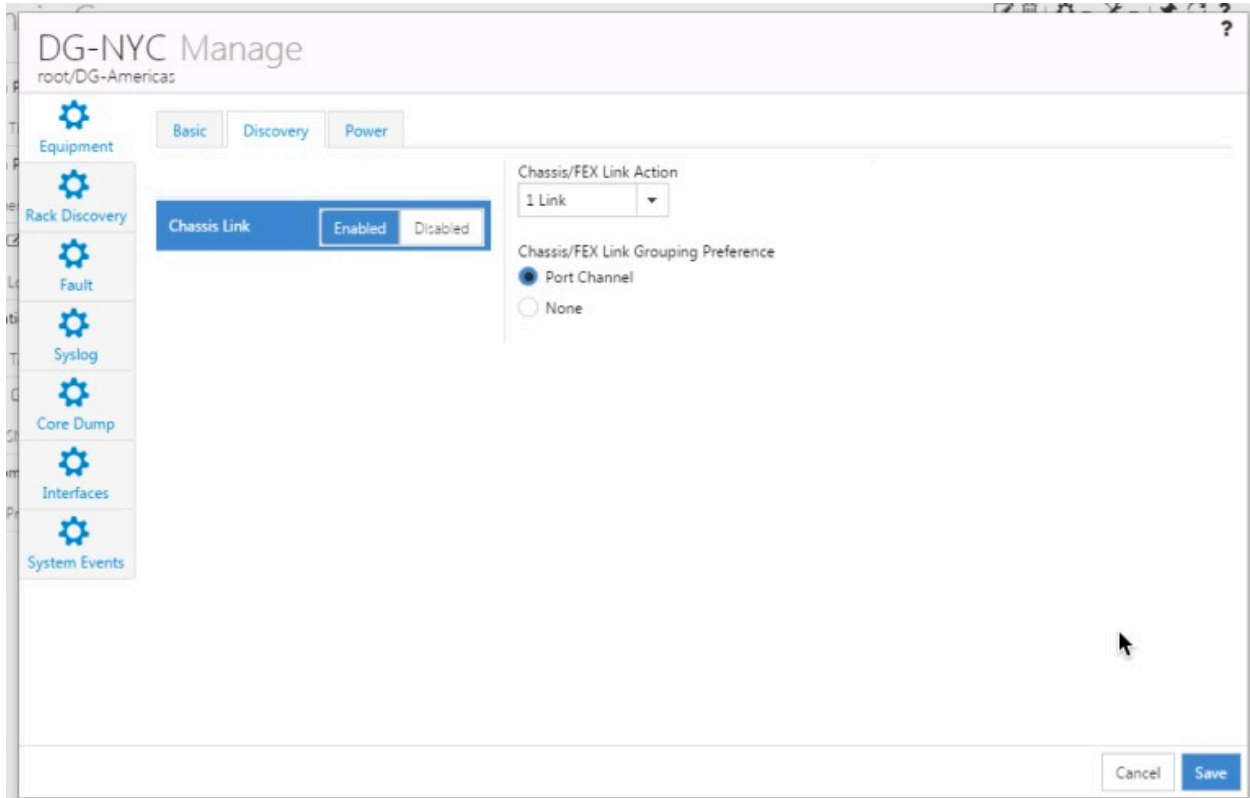 ?
DG-NYC Manage
root/DG-Americas
Equipment
Rack Discovery
Fault
Syslog
Core Dump
Interfaces
System Events
Basic Discovery Power
Chassis Link Enabled Disabled
Chassis/FEX Link Action
1 Link
Chassis/FEX Link Grouping Preference
Port Channel
None
Cancel Save